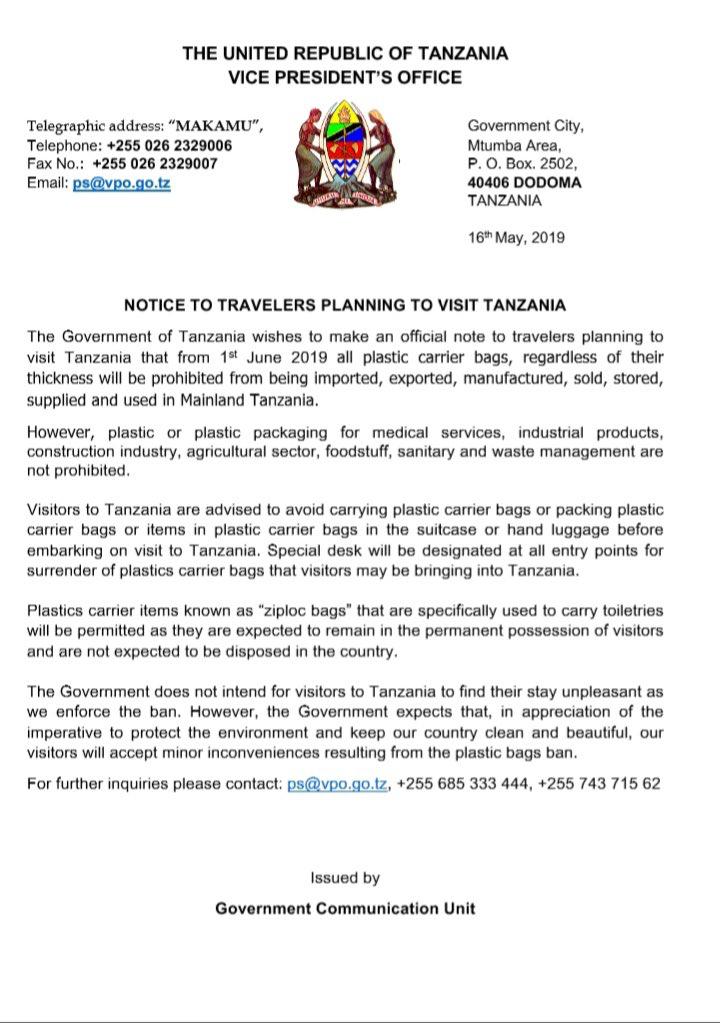 THE UNITED REPUBLIC OF TANZANIA
VICE PRESIDENT'S OFFICE
Telegraphic address: "MAKAMU",
Telephone: +255 026 2329006
Fax No.: +255 026 2329007
Email: ps@vpo.go.tz
Government City,
Mtumba Area,
P. O. Box. 2502,
40406 DODOMA
TANZANIA
16th May, 2019
NOTICE TO TRAVELERS PLANNING TO VISIT TANZANIA
The Government of Tanzania wishes to make an official note to travelers planning to
visit Tanzania that from 1st June 2019 all plastic carrier bags, regardless of their
thickness will be prohibited from being imported, exported, manufactured, sold, stored,
supplied and used in Mainland Tanzania.
However, plastic or plastic packaging for medical services, industrial products,
construction industry, agricultural sector, foodstuff, sanitary and waste management are
not prohibited.
Visitors to Tanzania are advised to avoid carrying plastic carrier bags or packing plastic
carrier bags or items in plastic carrier bags in the suitcase or hand luggage before
embarking on visit to Tanzania. Special desk will be designated at all entry points for
surrender of plastics carrier bags that visitors may be bringing into Tanzania.
Plastics carrier items known as "ziploc bags" that are specifically used to carry toiletries
will be permitted as they are expected to remain in the permanent possession of visitors
and are not expected to be disposed in the country.
The Government does not intend for visitors to Tanzania to find their stay unpleasant as
we enforce the ban. However, the Government expects that, in appreciation of the
imperative to protect the environment and keep our country clean and beautiful, our
visitors will accept minor inconveniences resulting from the plastic bags ban.
For further inquiries please contact: ps@vpo.go.tz, +255 685 333 444, +255 743 715 62
Issued by
Government Communication Unit